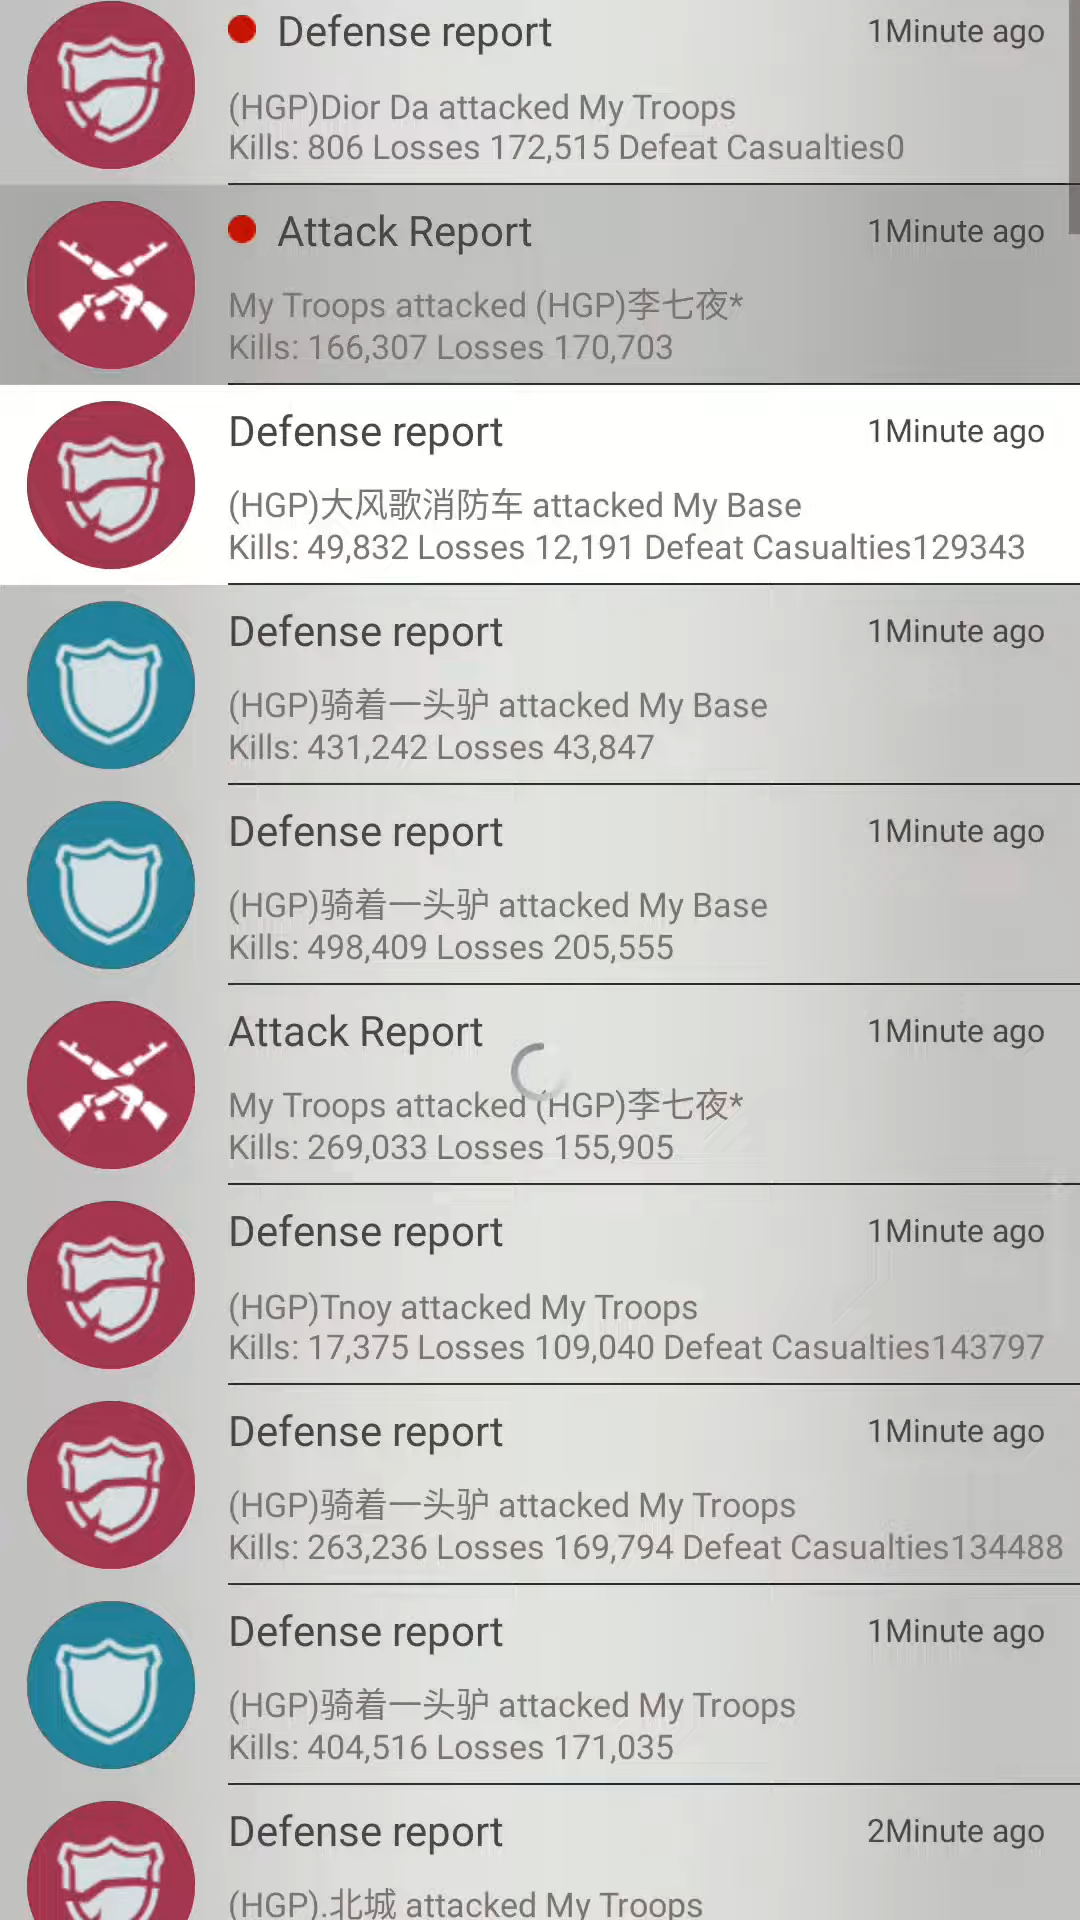 Defense report
1Minute ago
(HGP)Dior Da attacked My Troops
Kills: 806 Losses 172,515 Defeat Casualties0
Attack Report
1Minute ago
My Troops attacked (HGP)李七夜*
Kills: 166,307 Losses 170,703
Defense report
1Minute ago
(HGP)大风歌消防车 attacked My Base
Kills: 49,832 Losses 12,191 Defeat Casualties129343
Defense report
1Minute ago
(HGP)骑着一头驴 attacked My Base
Kills: 431,242 Losses 43,847
Defense report
1Minute ago
(HGP)骑着一头驴 attacked My Base
Kills: 498,409 Losses 205,555
Attack Report
1Minute ago
My Troops attacked (HGP)李七夜*
Kills: 269,033 Losses 155,905
Defense report
1Minute ago
(HGP)Tnoy attacked My Troops
Kills: 17,375 Losses 109,040 Defeat Casualties143797
Defense report
1Minute ago
(HGP)骑着一头驴 attacked My Troops
Kills: 263,236 Losses 169,794 Defeat Casualties134488
Defense report
1Minute ago
(HGP)骑着一头驴 attacked My Troops
Kills: 404,516 Losses 171,035
Defense report
2Minute ago
(HGP).北城 attacked My Troops